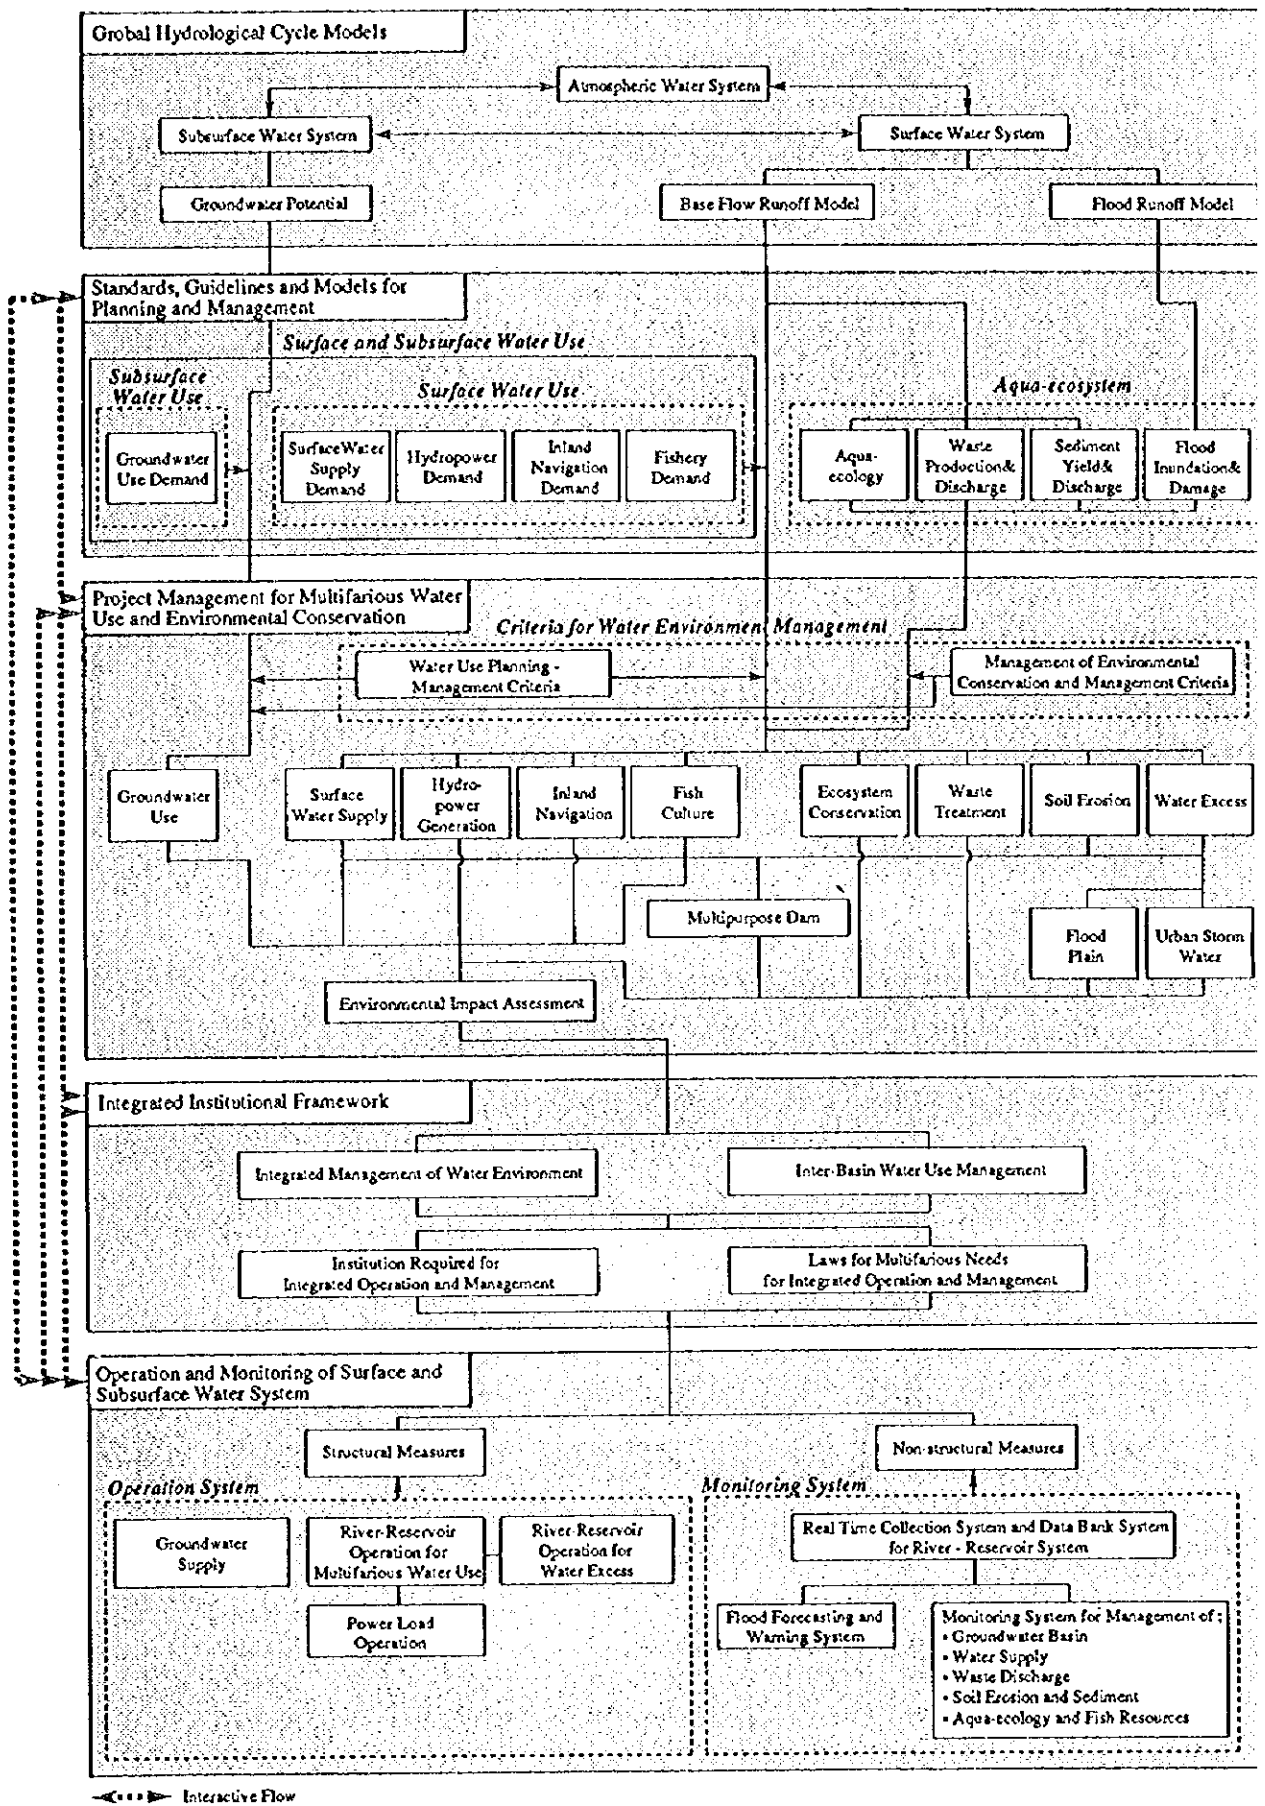 Grobal Hydrological Cycle Models
Atmospheric Water System
Subsurface Water System
Surface Water System
Groundwater Potential
Base Flow Runoff Model
Flood Runoff Model
Standards, Guidelines and Models for
Planning and Management
Surface and Subsurface Water Use
Subsurface
Water Use
Surface Water Use
Aqua-ecosystem
Groundwater
Use Demand
Surface Water
Supply
Demand
Hydropower
Demand
Inland
Navigation
Demand
Fishery
Demand
Aqua-
ecology
Waste
Production&
Discharge
Sediment
Yield&
Discharge
Flood
Inundation&
Damage
Project Management for Multifarious Water
Use and Environmental Conservation
Criteria for Water Environment Management
Water Use Planning -
Management Criteria
Management of Environmental
Conservation and Management Criteria
Groundwater
Use
Surface
Water Supply
Hydro-
power
Generation
Inland
Navigation
Fish
Culture
Ecosystem
Conservation
Waste
Treatment
Soil Erosion
Water Excess
Multipurpose Dam
Flood
Plain
Urban Storm
Water
Environmental Impact Assessment
Integrated Institutional Framework
Integrated Management of Water Environment
Inter-Basin Water Use Management
Institution Required for
Integrated Operation and Management
Laws for Multifarious Needs
for Integrated Operation and Management
Operation and Monitoring of Surface and
Subsurface Water System
Structural Measures
Non-structural Measures
Operation System
Monitoring System
Groundwater
Supply
River-Reservoir
Operation for
Multifarious Water Use
River-Reservoir
Operation for
Water Excess
Power Load
Operation
Real Time Collection System and Data Bank System
for River - Reservoir System
Flood Forecasting and
Warning System
Monitoring System for Management of :
• Groundwater Basin
• Water Supply
• Waste Discharge
• Soil Erosion and Sediment
• Aqua-ecology and Fish Resources
Interactive Flow